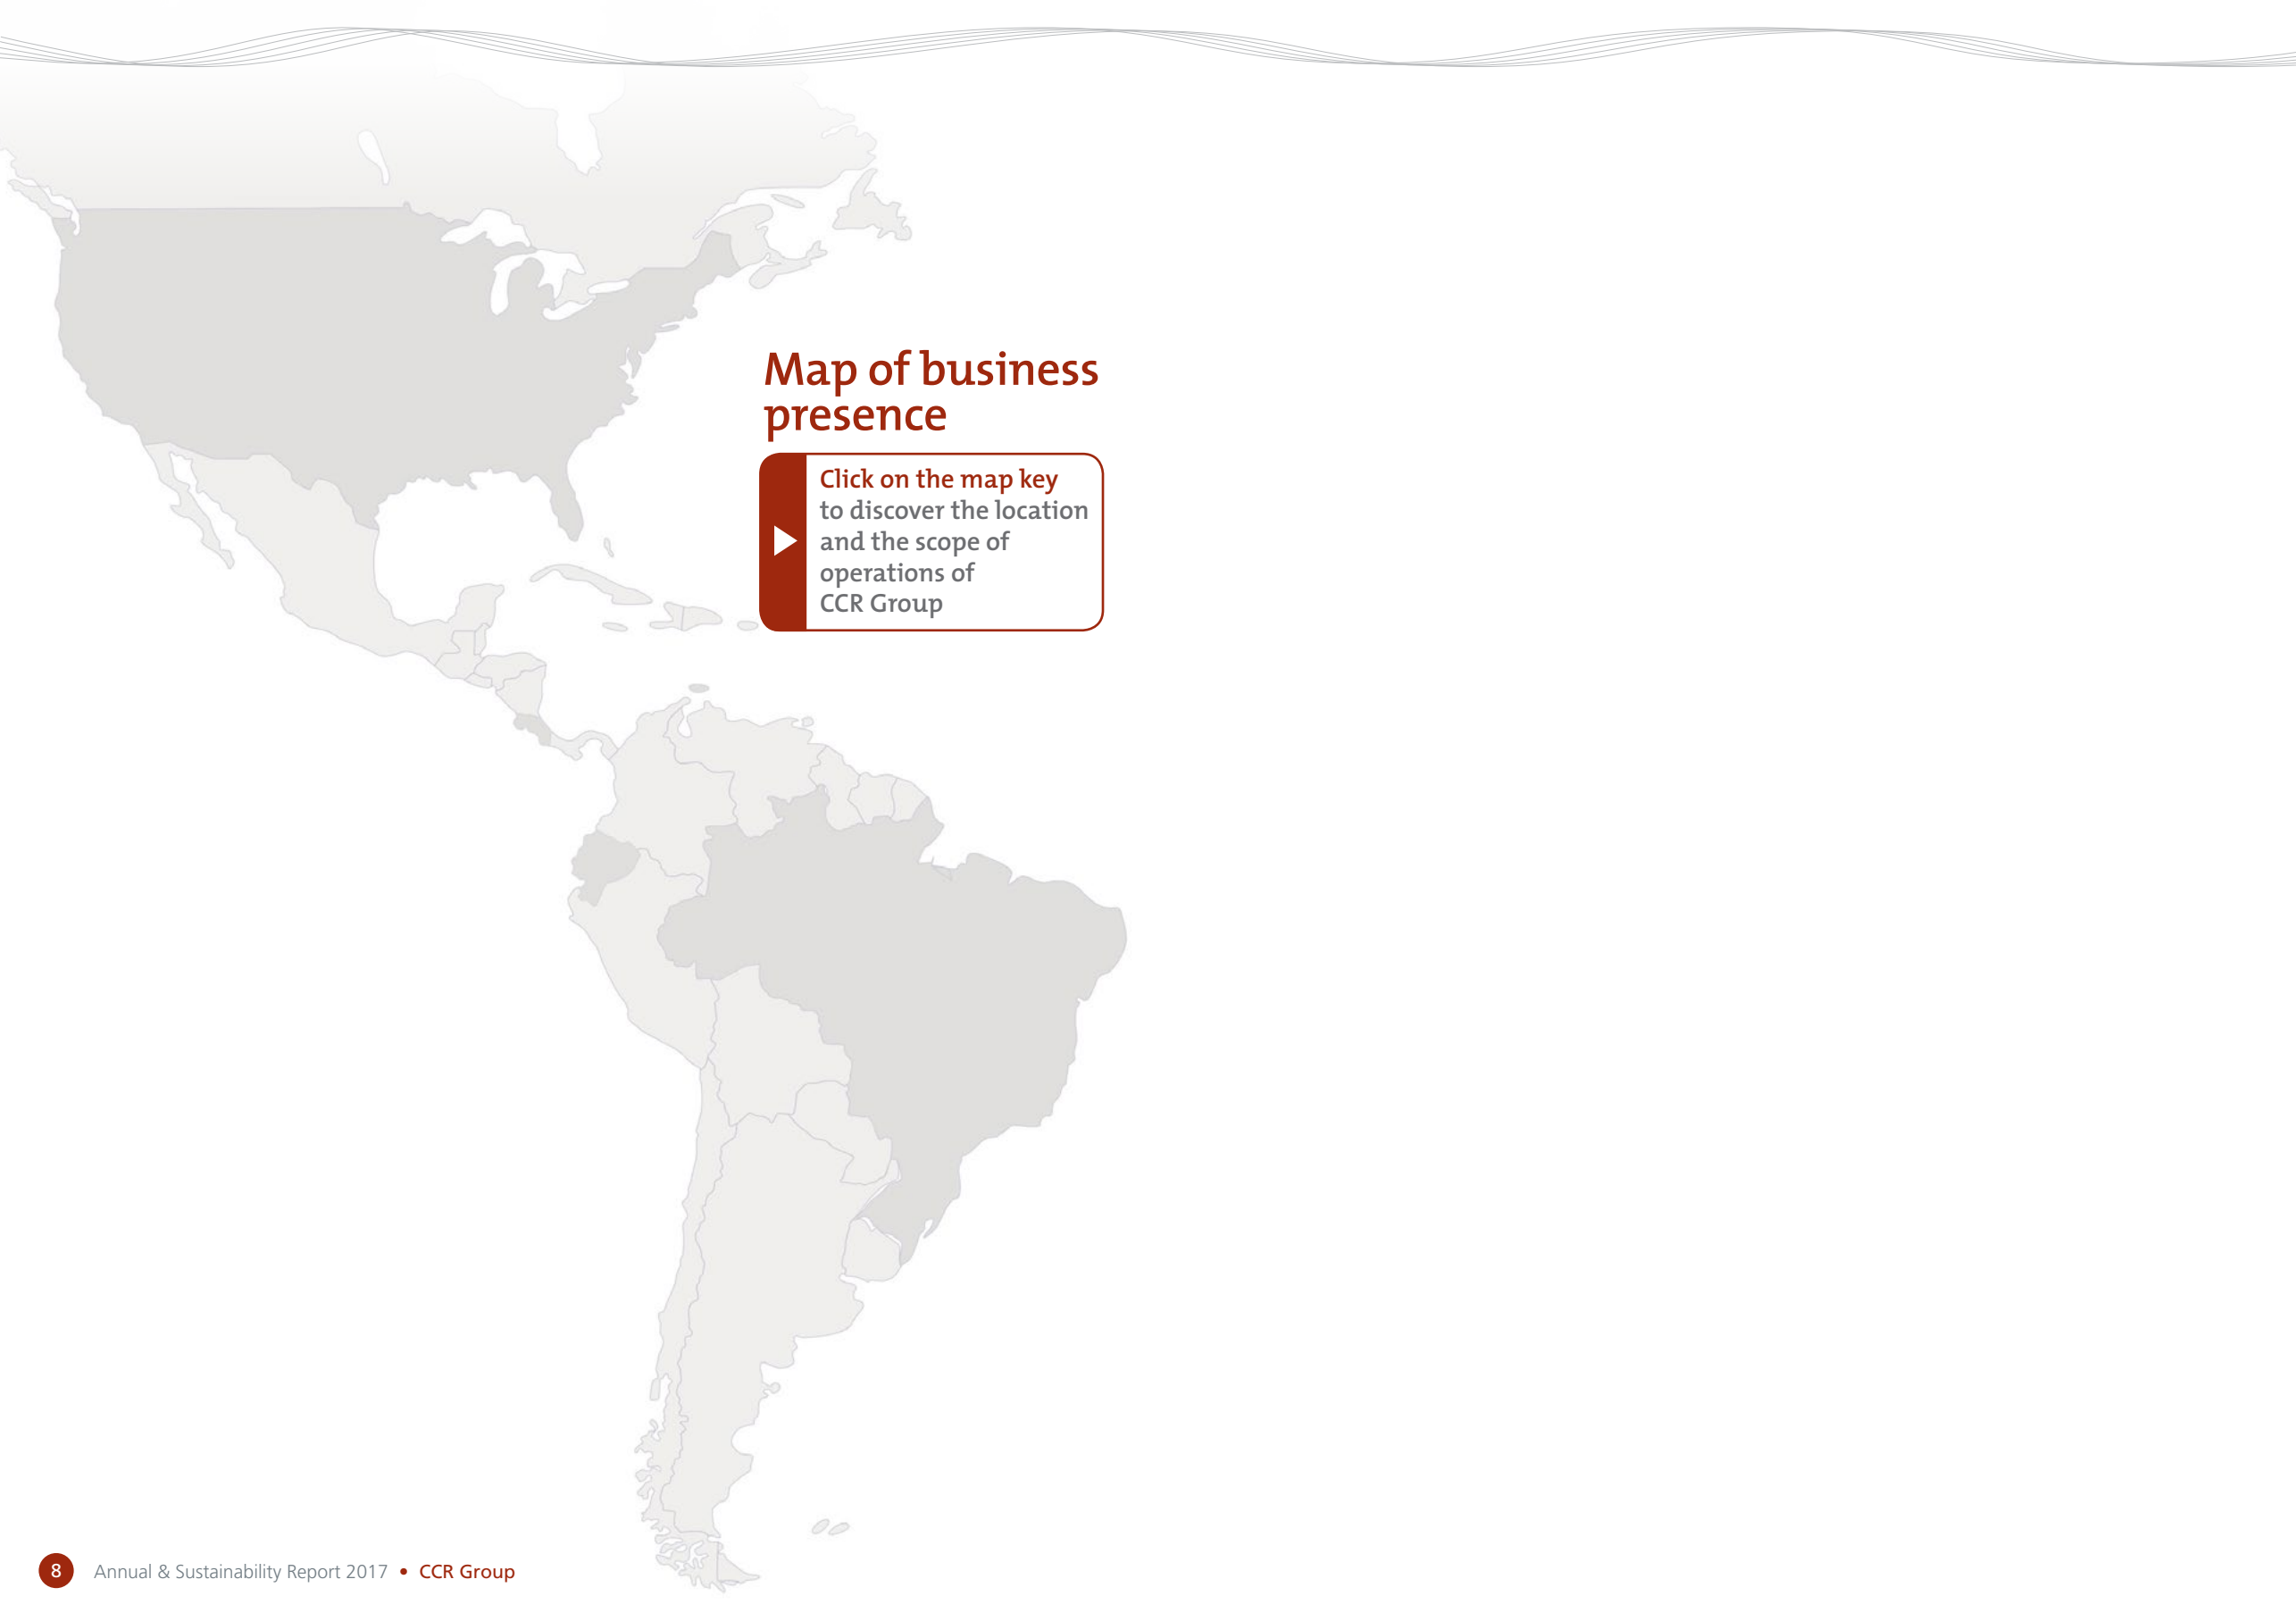 Map of business
presence
Click on the map key
to discover the location
and the scope of
operations of
CCR Group
8 Annual & Sustainability Report 2017 • CCR Group